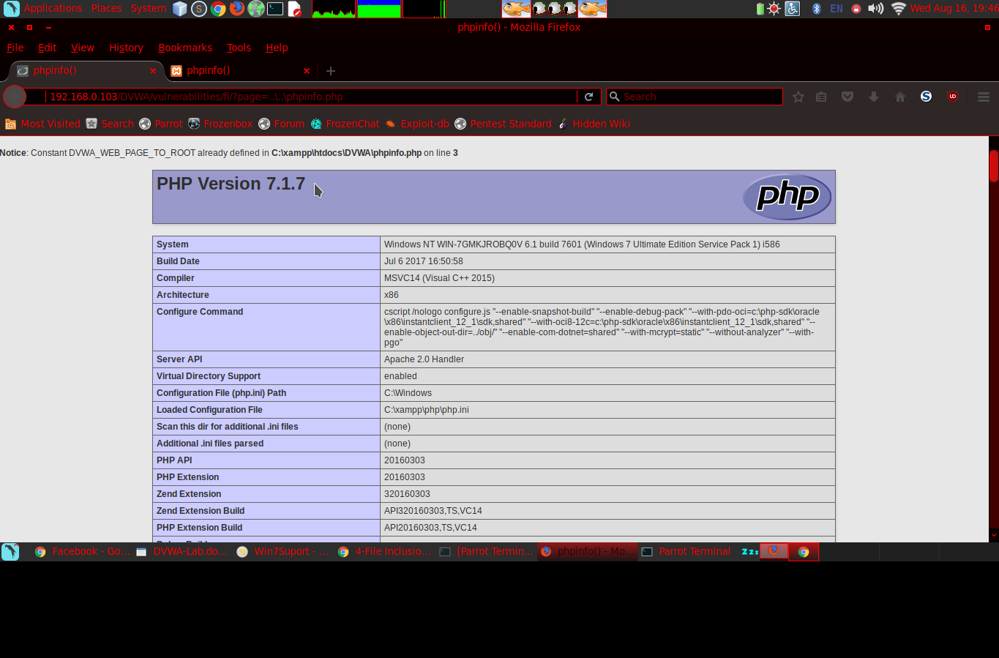 Applications Places System EN Wed Aug 16, 19:46
phpinfo() - Mozilla Firefox
File Edit View History Bookmarks Tools Help
phpinfo() phpinfo()
192.168.0.103/DVWA/vulnerabilities/fi/?page=..\..\phpinfo.php Search
Most Visited Search Parrot Frozenbox Forum FrozenChat Exploit-db Pentest Standard Hidden Wiki
Notice: Constant DVWA_WEB_PAGE_TO_ROOT already defined in C:\xampp\htdocs\DVWA\phpinfo.php on line 3
PHP Version 7.1.7
php
System Windows NT WIN-7GMKJROBQ0V 6.1 build 7601 (Windows 7 Ultimate Edition Service Pack 1) i586
Build Date Jul 6 2017 16:50:58
Compiler MSVC14 (Visual C++ 2015)
Architecture x86
Configure Command cscript /nologo configure.js "--enable-snapshot-build" "--enable-debug-pack" "--with-pdo-oci=c:\php-sdk\oracle
\x86\instantclient_12_1\sdk,shared" "--with-oci8-12c=c:\php-sdk\oracle\x86\instantclient_12_1\sdk,shared" "--
enable-object-out-dir=../obj/" "--enable-com-dotnet=shared" "--with-mcrypt=static" "--without-analyzer" "--with-
pgo"
Server API Apache 2.0 Handler
Virtual Directory Support enabled
Configuration File (php.ini) Path C:\Windows
Loaded Configuration File C:\xampp\php\php.ini
Scan this dir for additional .ini files (none)
Additional .ini files parsed (none)
PHP API 20160303
PHP Extension 20160303
Zend Extension 320160303
Zend Extension Build API320160303,TS,VC14
PHP Extension Build API20160303,TS,VC14
Facebook - Go... DVWA-Lab.do... Win7Suport - ... 4-File Inclusio... [Parrot Termin... phpinfo() - Mo... Parrot Terminal zzz